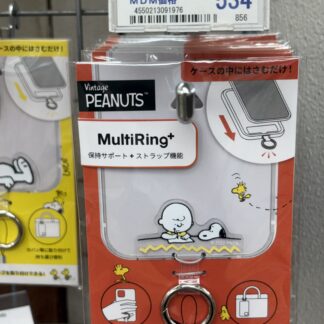 MDM価格
4550213091976
534
856
ケースの中にはさむだけ!
ケースの中にはさむだけ!
Vintage
PEANUTS™
MultiRing+
保持サポート+ストラップ機能